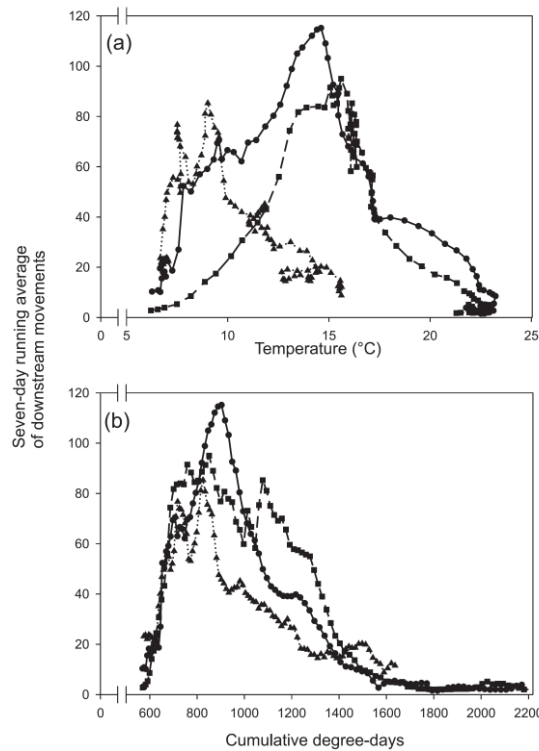 (a)
120
100
80
60
40
20
0
0 5 10 15 20 25
Temperature (°C)
Seven-day running average
of downstream movements
(b)
120
100
80
60
40
20
0
0 600 800 1000 1200 1400 1600 1800 2000 2200
Cumulative degree-days